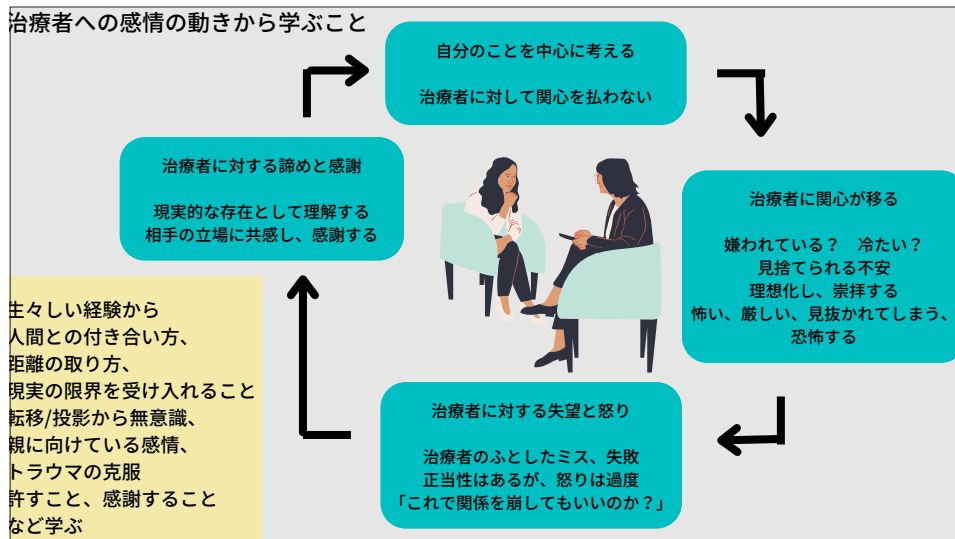 治療者への感情の動きから学ぶこと
自分のことを中心に考える
治療者に対して関心を払わない
治療者に関心が移る
嫌われている？　冷たい？
見捨てられる不安
理想化し、崇拝する
怖い、厳しい、見抜かれてしまう、
恐怖する
治療者に対する失望と怒り
治療者のふとしたミス、失敗
正当性はあるが、怒りは過度
「これで関係を崩してもいいのか？」
治療者に対する諦めと感謝
現実的な存在として理解する
相手の立場に共感し、感謝する
生々しい経験から
人間との付き合い方、
距離の取り方、
現実の限界を受け入れること
転移/投影から無意識、
親に向けている感情、
トラウマの克服
許すこと、感謝すること
など学ぶ